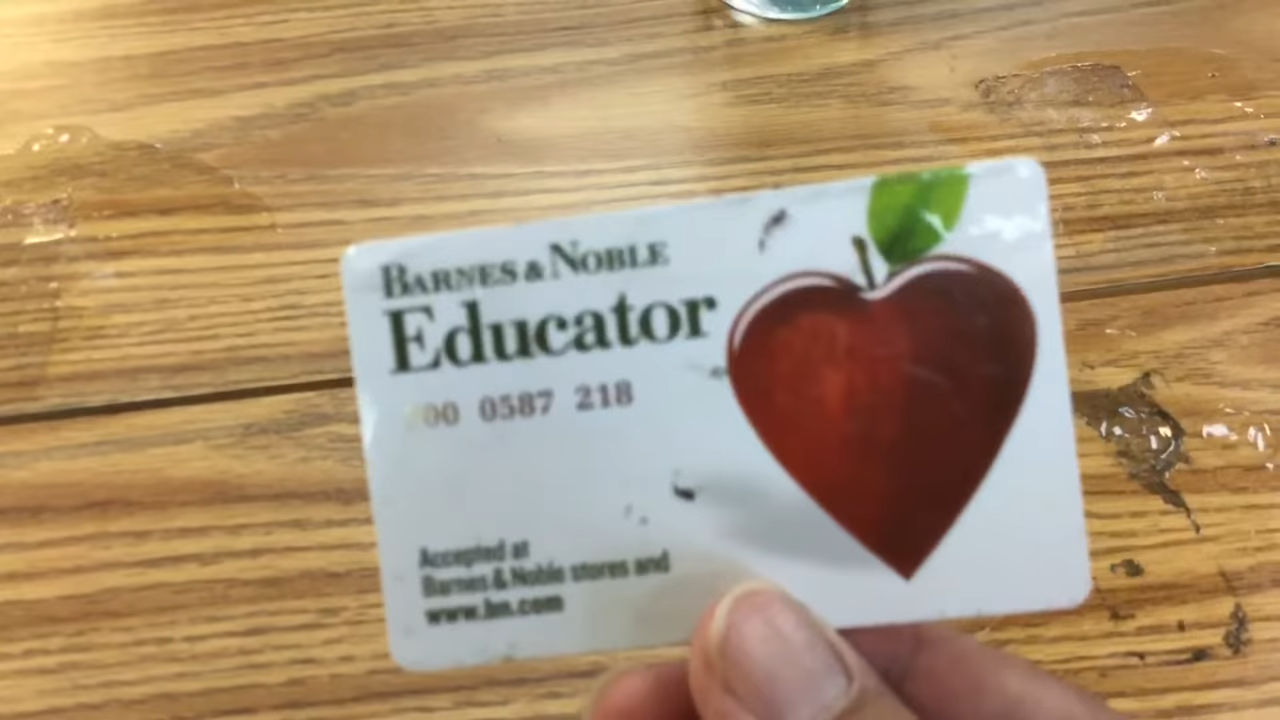 BARNES & NOBLE
Educator
00 0587 218
Accepted at
Barnes & Noble stores and
www.bn.com